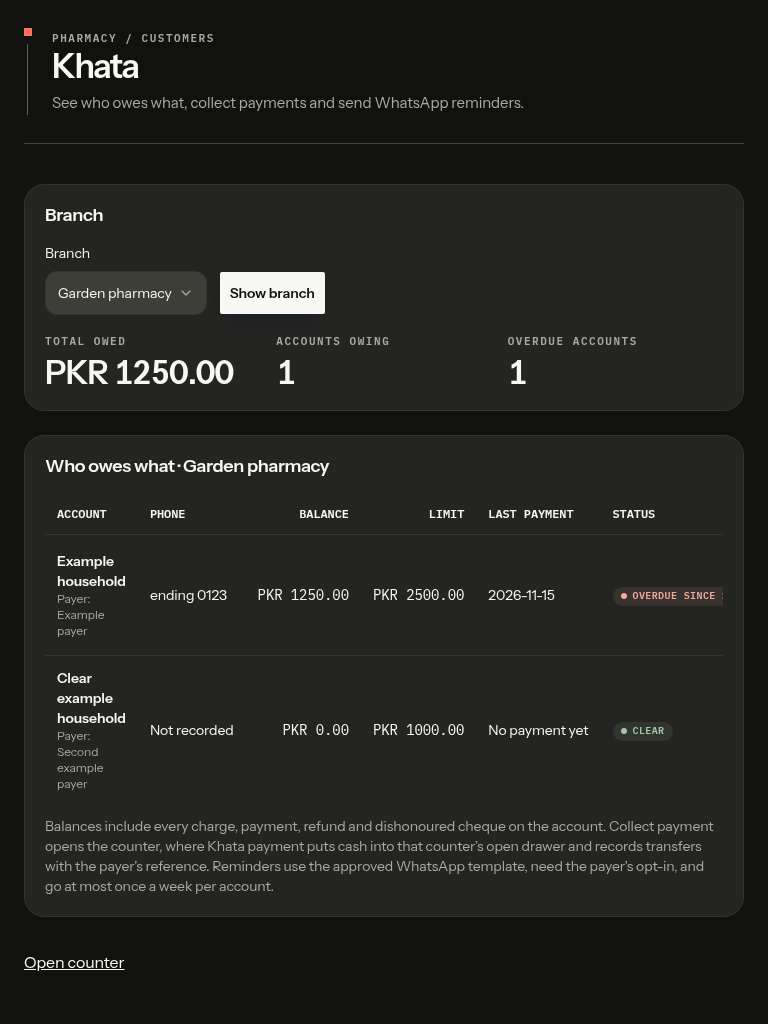 PHARMACY / CUSTOMERS
Khata
See who owes what, collect payments and send WhatsApp reminders.
Branch
Branch
Garden pharmacy
Show branch
TOTAL OWED
ACCOUNTS OWING
OVERDUE ACCOUNTS
PKR 1250.00
1
1
Who owes what · Garden pharmacy
ACCOUNT PHONE BALANCE LIMIT LAST PAYMENT STATUS
Example
household
Payer:
Example
payer
ending 0123
PKR 1250.00
PKR 2500.00
2026-11-15
OVERDUE SINCE
Clear
example
household
Payer:
Second
example
payer
Not recorded
PKR 0.00
PKR 1000.00
No payment yet
CLEAR
Balances include every charge, payment, refund and dishonoured cheque on the account. Collect payment
opens the counter, where Khata payment puts cash into that counter's open drawer and records transfers
with the payer's reference. Reminders use the approved WhatsApp template, need the payer's opt-in, and
go at most once a week per account.
Open counter